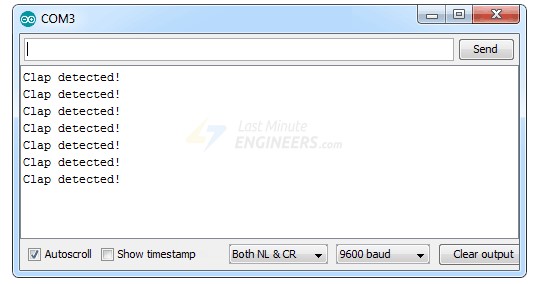 COM3
Send
Clap detected!
Clap detected!
Clap detected!
Clap detected!
Clap detected!
Clap detected!
Clap detected!
Last Minute
ENGINEERS.com
Autoscroll Show timestamp Both NL & CR 9600 baud Clear output